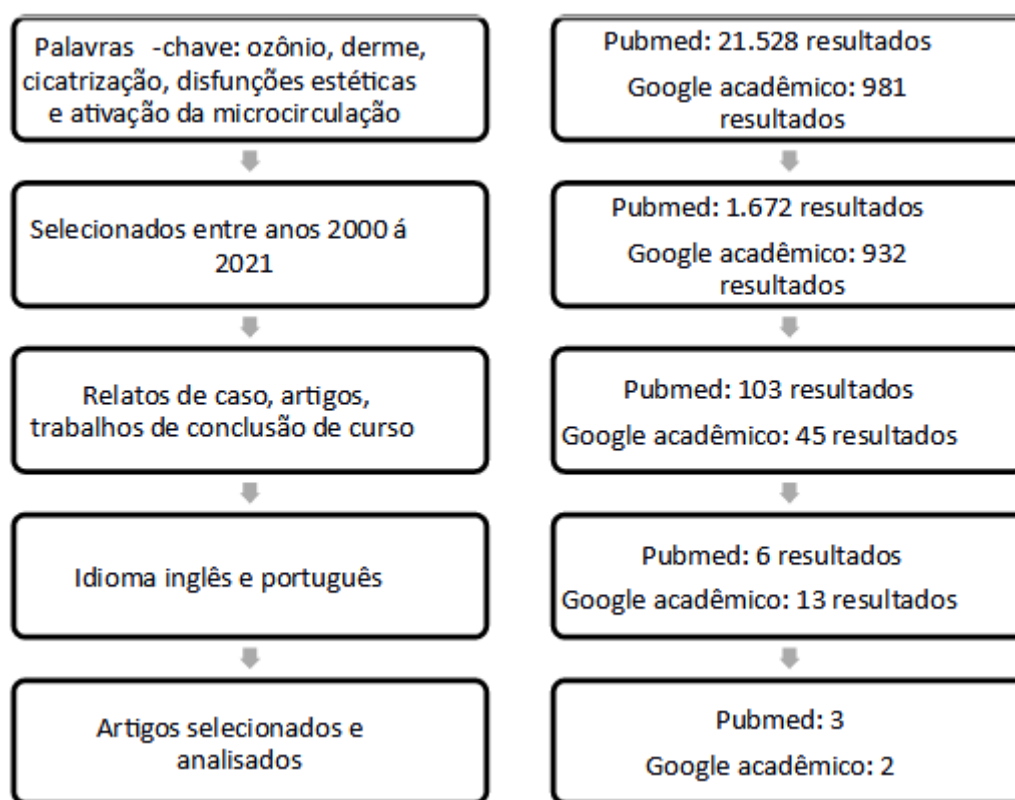 Palavras -chave: ozônio, derme,
cicatrização, disfunções estéticas
e ativação da microcirculação
Pubmed: 21.528 resultados
Google acadêmico: 981
resultados
Selecionados entre anos 2000 á
2021
Pubmed: 1.672 resultados
Google acadêmico: 932
resultados
Relatos de caso, artigos,
trabalhos de conclusão de curso
Pubmed: 103 resultados
Google acadêmico: 45 resultados
Idioma inglês e português
Pubmed: 6 resultados
Google acadêmico: 13 resultados
Artigos selecionados e
analisados
Pubmed: 3
Google acadêmico: 2